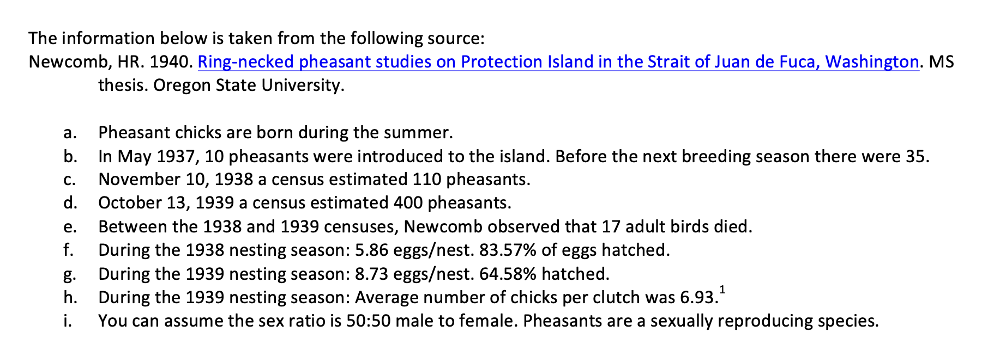 The information below is taken from the following source:
Newcomb, HR. 1940. Ring-necked pheasant studies on Protection Island in the Strait of Juan de Fuca, Washington. MS
thesis. Oregon State University.
a. Pheasant chicks are born during the summer.
b. In May 1937, 10 pheasants were introduced to the island. Before the next breeding season there were 35.
c. November 10, 1938 a census estimated 110 pheasants.
d. October 13, 1939 a census estimated 400 pheasants.
e. Between the 1938 and 1939 censuses, Newcomb observed that 17 adult birds died.
f. During the 1938 nesting season: 5.86 eggs/nest. 83.57% of eggs hatched.
g. During the 1939 nesting season: 8.73 eggs/nest. 64.58% hatched.
h. During the 1939 nesting season: Average number of chicks per clutch was 6.93.¹
i. You can assume the sex ratio is 50:50 male to female. Pheasants are a sexually reproducing species.